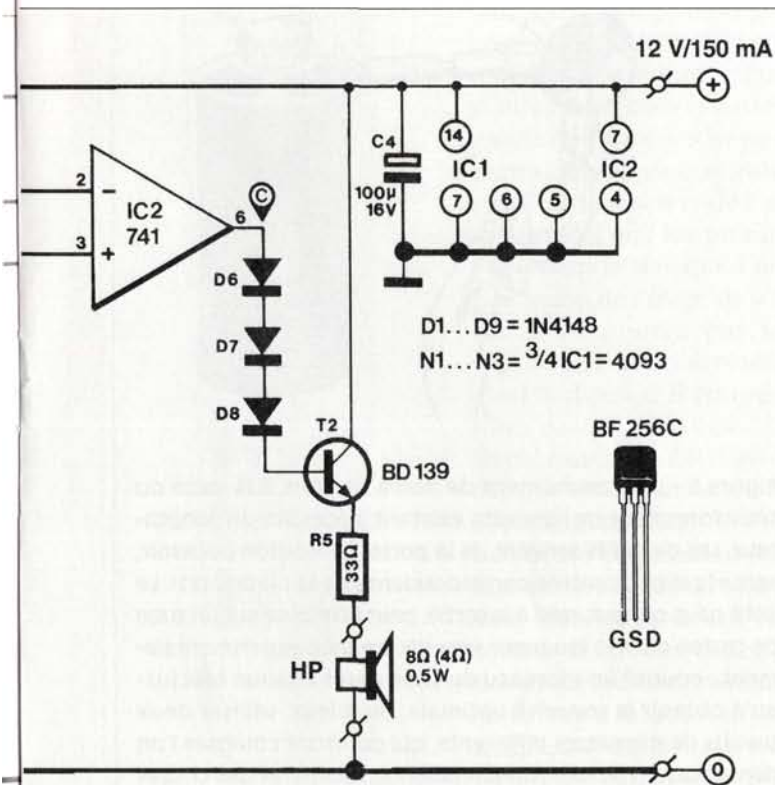 12 V/150 mA
+
14
7
C4
IC1
IC2
100µ
16V
7
6
5
4
2
−
IC2
741
6
C
3
+
D6
D7
D8
D1...D9 = 1N4148
N1...N3 = 3/4 IC1 = 4093
T2
BD 139
BF 256C
R5
33Ω
G S D
HP
8Ω (4Ω)
0,5W
0